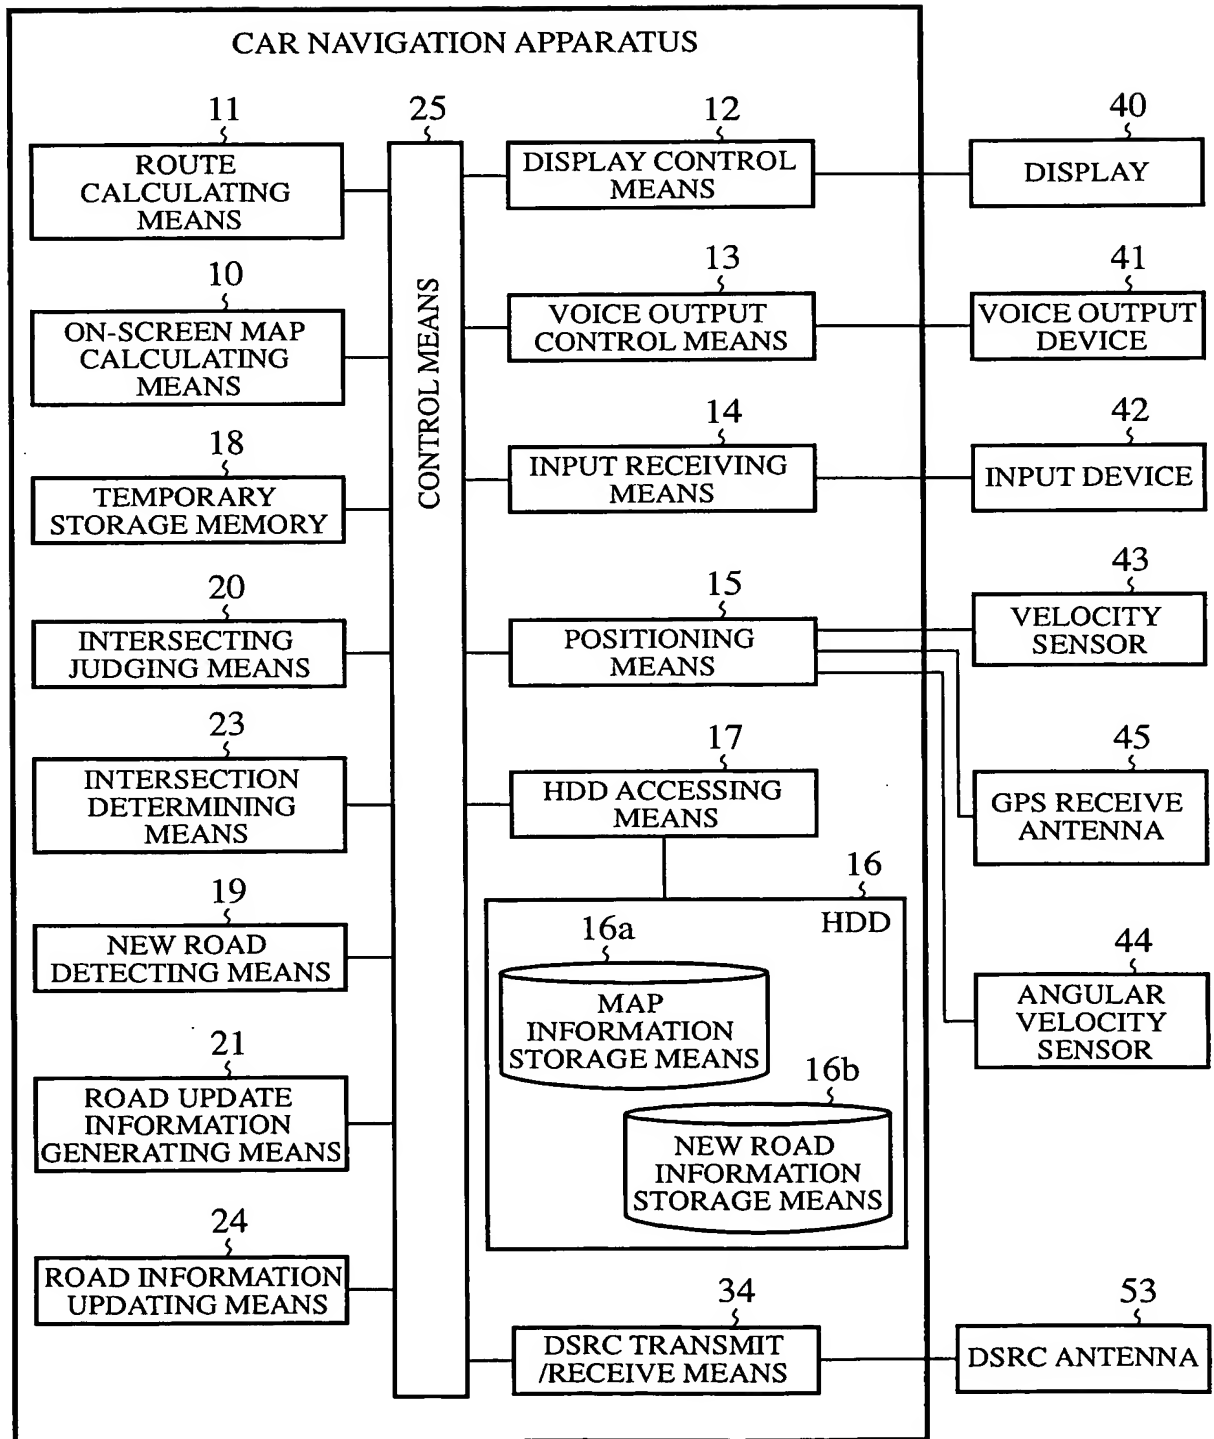 CAR NAVIGATION APPARATUS
11
ROUTE
CALCULATING
MEANS
10
ON-SCREEN MAP
CALCULATING
MEANS
18
TEMPORARY
STORAGE MEMORY
20
INTERSECTING
JUDGING MEANS
23
INTERSECTION
DETERMINING
MEANS
19
NEW ROAD
DETECTING MEANS
21
ROAD UPDATE
INFORMATION
GENERATING MEANS
24
ROAD INFORMATION
UPDATING MEANS
25
CONTROL MEANS
12
DISPLAY CONTROL
MEANS
13
VOICE OUTPUT
CONTROL MEANS
14
INPUT RECEIVING
MEANS
15
POSITIONING
MEANS
17
HDD ACCESSING
MEANS
16
HDD
16a
MAP
INFORMATION
STORAGE MEANS
16b
NEW ROAD
INFORMATION
STORAGE MEANS
34
DSRC TRANSMIT
/RECEIVE MEANS
40
DISPLAY
41
VOICE OUTPUT
DEVICE
42
INPUT DEVICE
43
VELOCITY
SENSOR
45
GPS RECEIVE
ANTENNA
44
ANGULAR
VELOCITY
SENSOR
53
DSRC ANTENNA